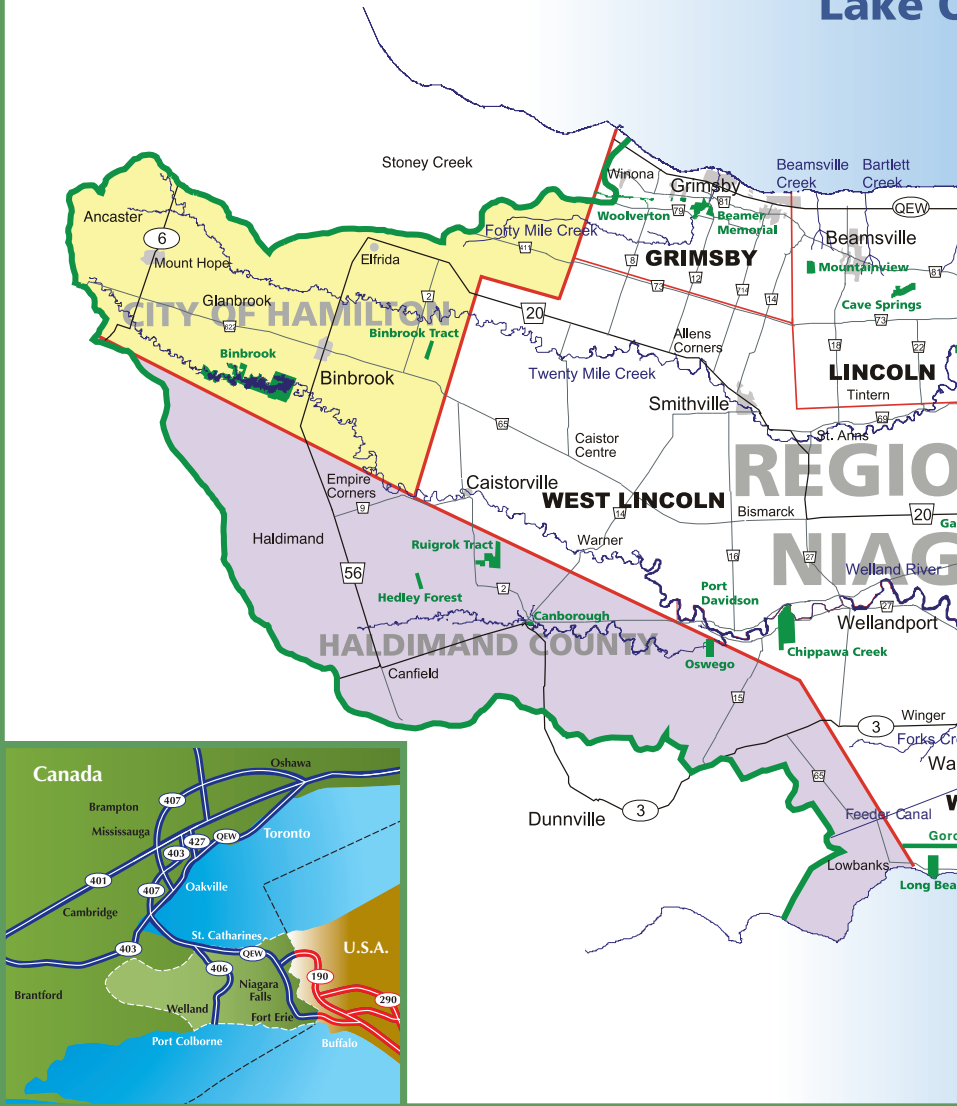 Lake O
Stoney Creek
Beamsville
Creek
Bartlett
Creek
Winona
Grimsby
81
QEW
Ancaster
Woolverton
79
Beamer
Memorial
6
Forty Mile Creek
411
Beamsville
Mount Hope
Elfrida
8
GRIMSBY
Mountainview
81
12
73
714
14
Cave Springs
Glanbrook
2
CITY OF HAMILTON
20
73
622
Binbrook Tract
Allens
Corners
18
22
Binbrook
Binbrook
Twenty Mile Creek
LINCOLN
Tintern
Smithville
69
65
St. Anns
Caistor
Centre
REGIO
Empire
Corners
Caistorville
WEST LINCOLN
9
14
Bismarck
20
Ga
Haldimand
Ruigrok Tract
Warner
NIAG
16
27
56
Welland River
Hedley Forest
2
Port
Davidson
27
Canborough
Wellandport
HALDIMAND COUNTY
Chippawa Creek
Oswego
Canfield
15
3
Winger
Forks Cr
Wa
65
Dunnville
3
W
Feeder Canal
Gord
Lowbanks
Long Bea
Canada
Oshawa
407
Brampton
Mississauga
427
QEW
Toronto
403
401
407
Oakville
Cambridge
St. Catharines
403
QEW
U.S.A.
406
190
Brantford
Niagara
Falls
290
Welland
Fort Erie
Port Colborne
Buffalo